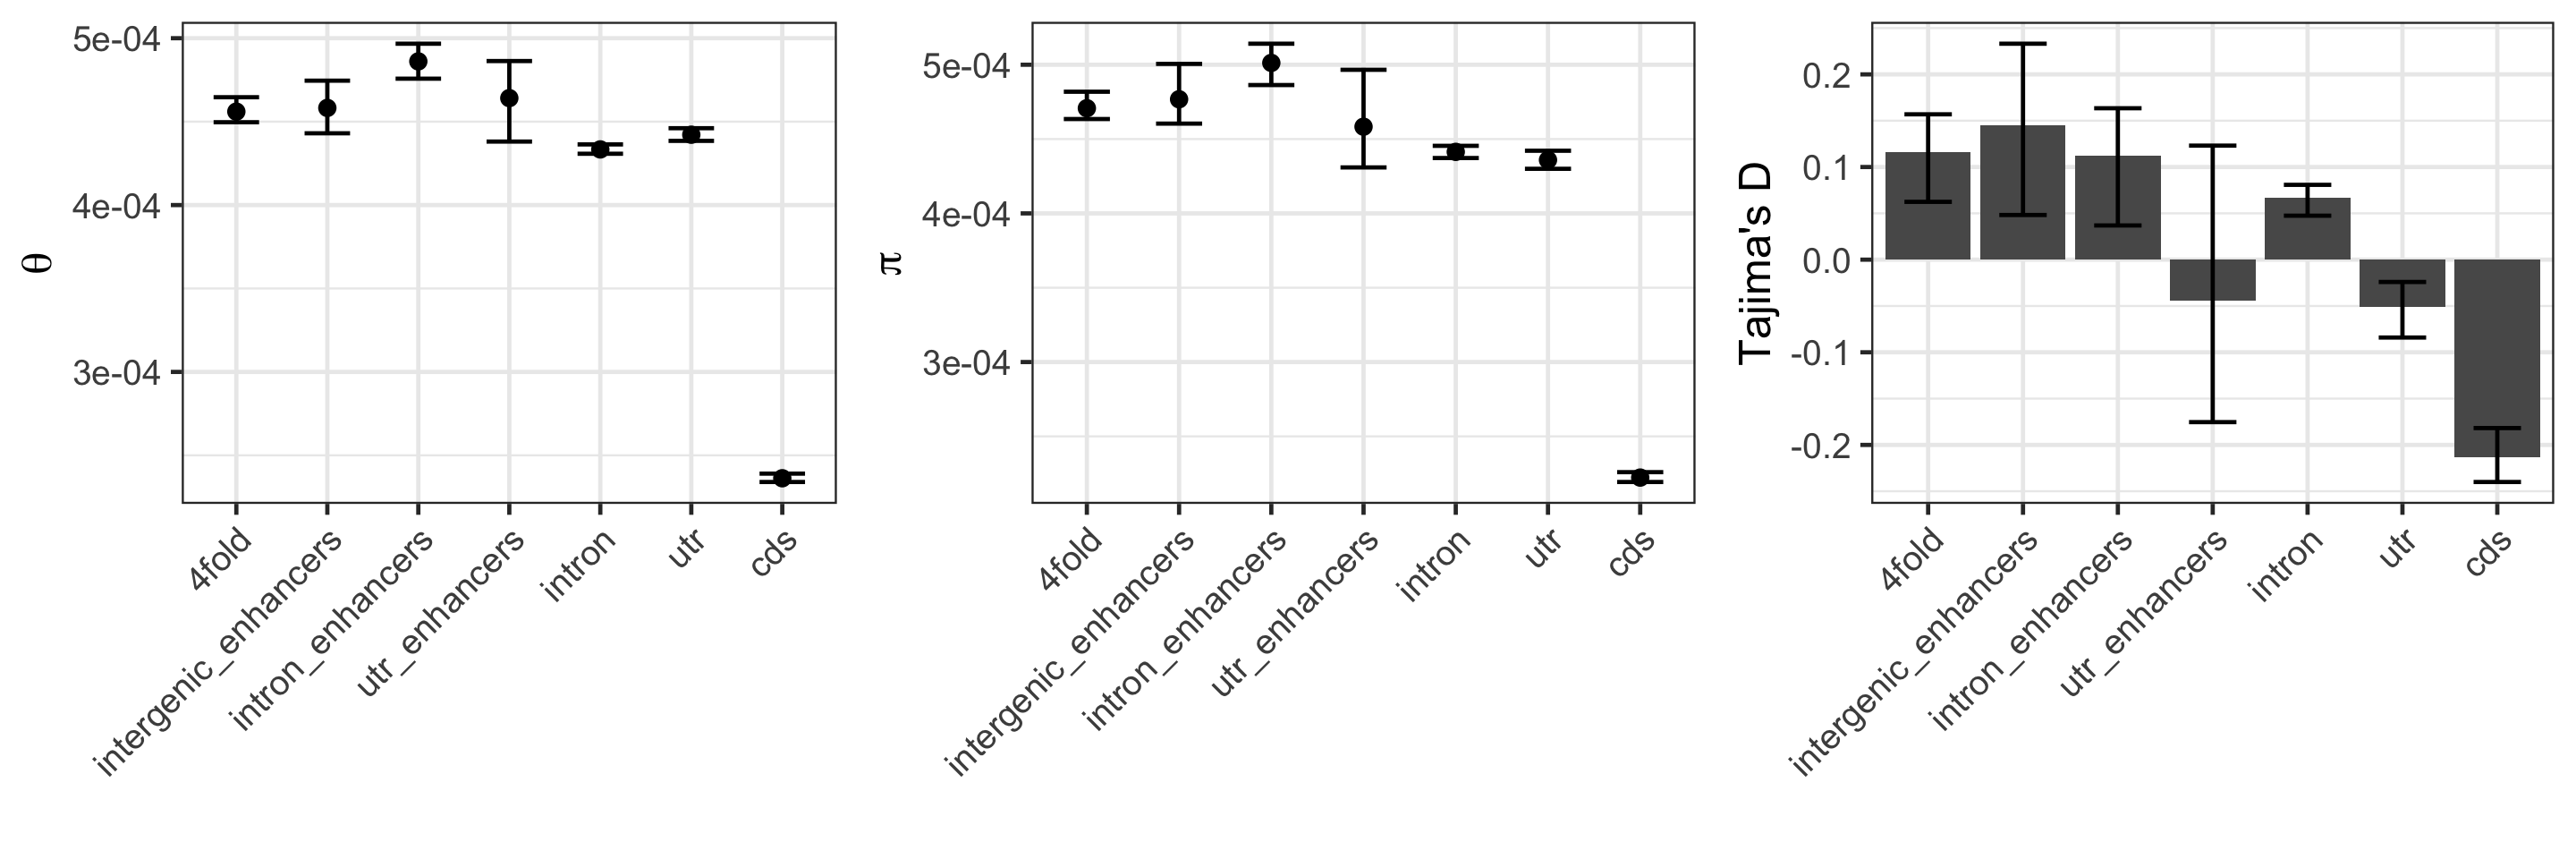 θ
5e-04
4e-04
3e-04
4fold
intergenic_enhancers
intron_enhancers
utr_enhancers
intron
utr
cds
π
5e-04
4e-04
3e-04
4fold
intergenic_enhancers
intron_enhancers
utr_enhancers
intron
utr
cds
Tajima's D
0.2
0.1
0.0
-0.1
-0.2
4fold
intergenic_enhancers
intron_enhancers
utr_enhancers
intron
utr
cds